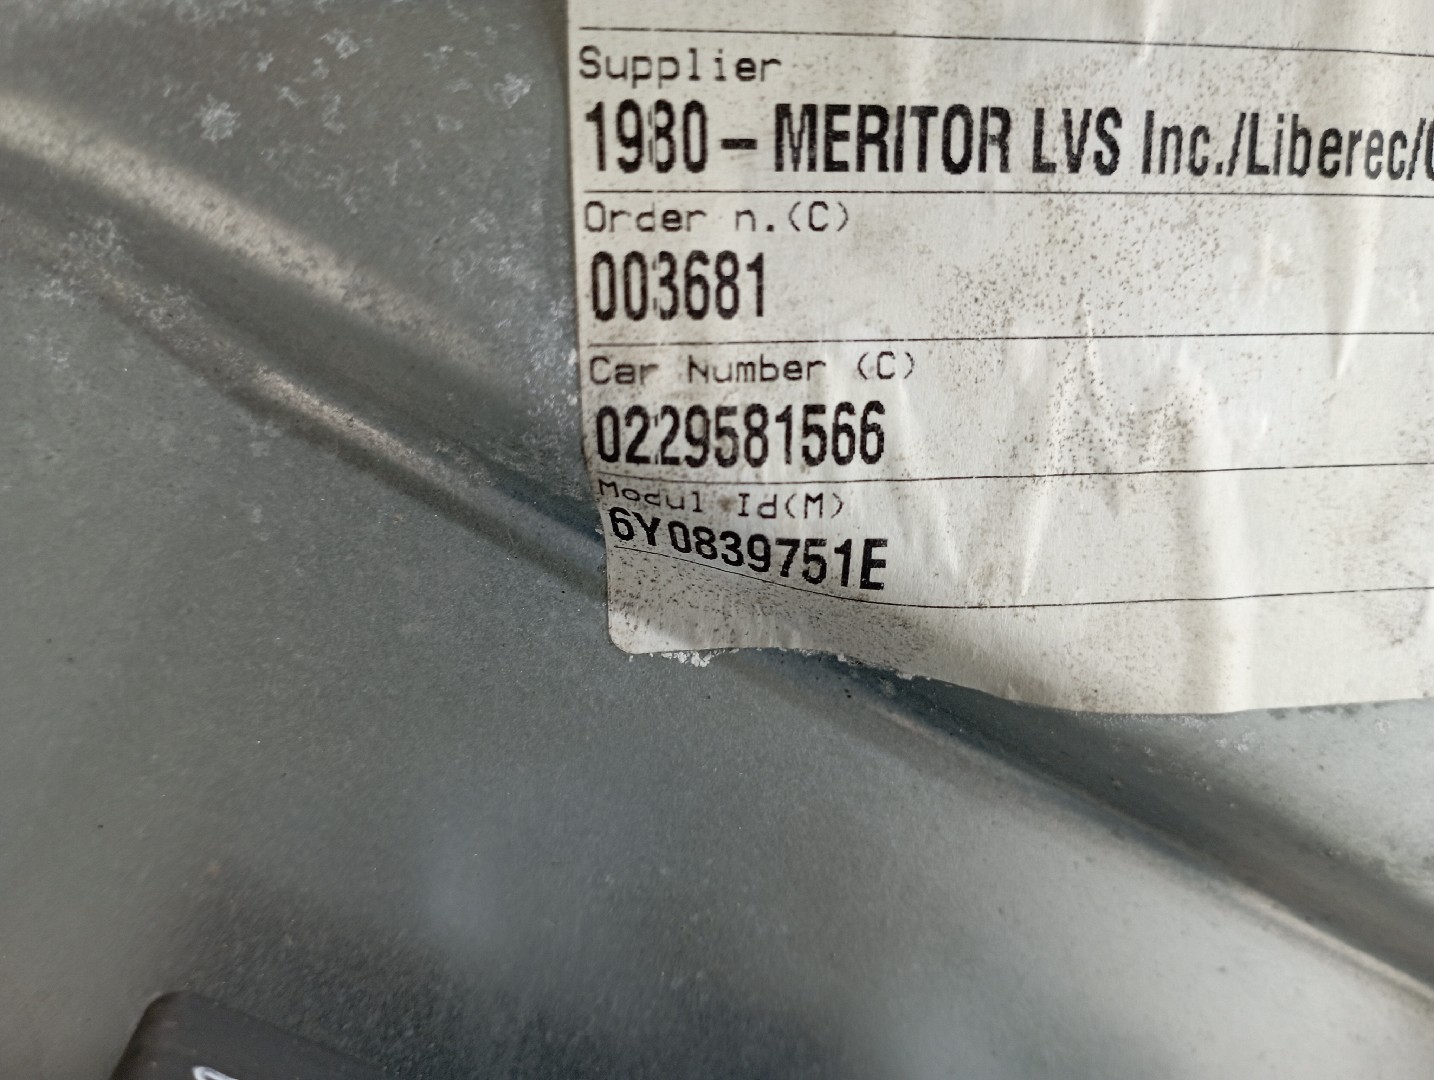 Supplier
1980 - MERITOR LVS Inc./Liberec/
Order n.(C)
003681
Car Number (C)
0229581566
Modul Id(M)
6Y0839751E